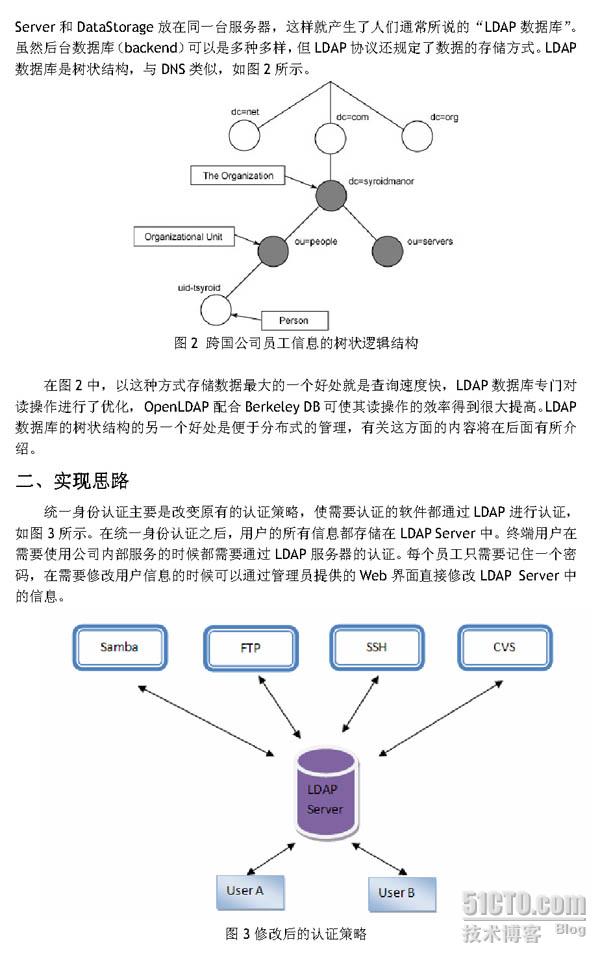 Server 和 DataStorage 放在同一台服务器，这样就产生了人们通常所说的“LDAP 数据库”。
虽然后台数据库（backend）可以是多种多样，但 LDAP 协议还规定了数据的存储方式。LDAP
数据库是树状结构，与 DNS 类似，如图 2 所示。
dc=net
dc=com
dc=org
The Organization
dc=syroidmanor
Organizational Unit
ou=people
ou=servers
uid-tsyroid
Person
图 2 跨国公司员工信息的树状逻辑结构
在图 2 中，以这种方式存储数据最大的一个好处就是查询速度快，LDAP 数据库专门对
读操作进行了优化，OpenLDAP 配合 Berkeley DB 可使其读操作的效率得到很大提高。LDAP
数据库的树状结构的另一个好处是便于分布式的管理，有关这方面的内容将在后面有所介
绍。
二、实现思路
统一身份认证主要是改变原有的认证策略，使需要认证的软件都通过 LDAP 进行认证，
如图 3 所示。在统一身份认证之后，用户的所有信息都存储在 LDAP Server 中。终端用户在
需要使用公司内部服务的时候都需要通过 LDAP 服务器的认证。每个员工只需要记住一个密
码，在需要修改用户信息的时候可以通过管理员提供的 Web 界面直接修改 LDAP Server 中
的信息。
Samba
FTP
SSH
CVS
LDAP
Server
User A
User B
图 3 修改后的认证策略
51CTO.com
技术博客 Blog